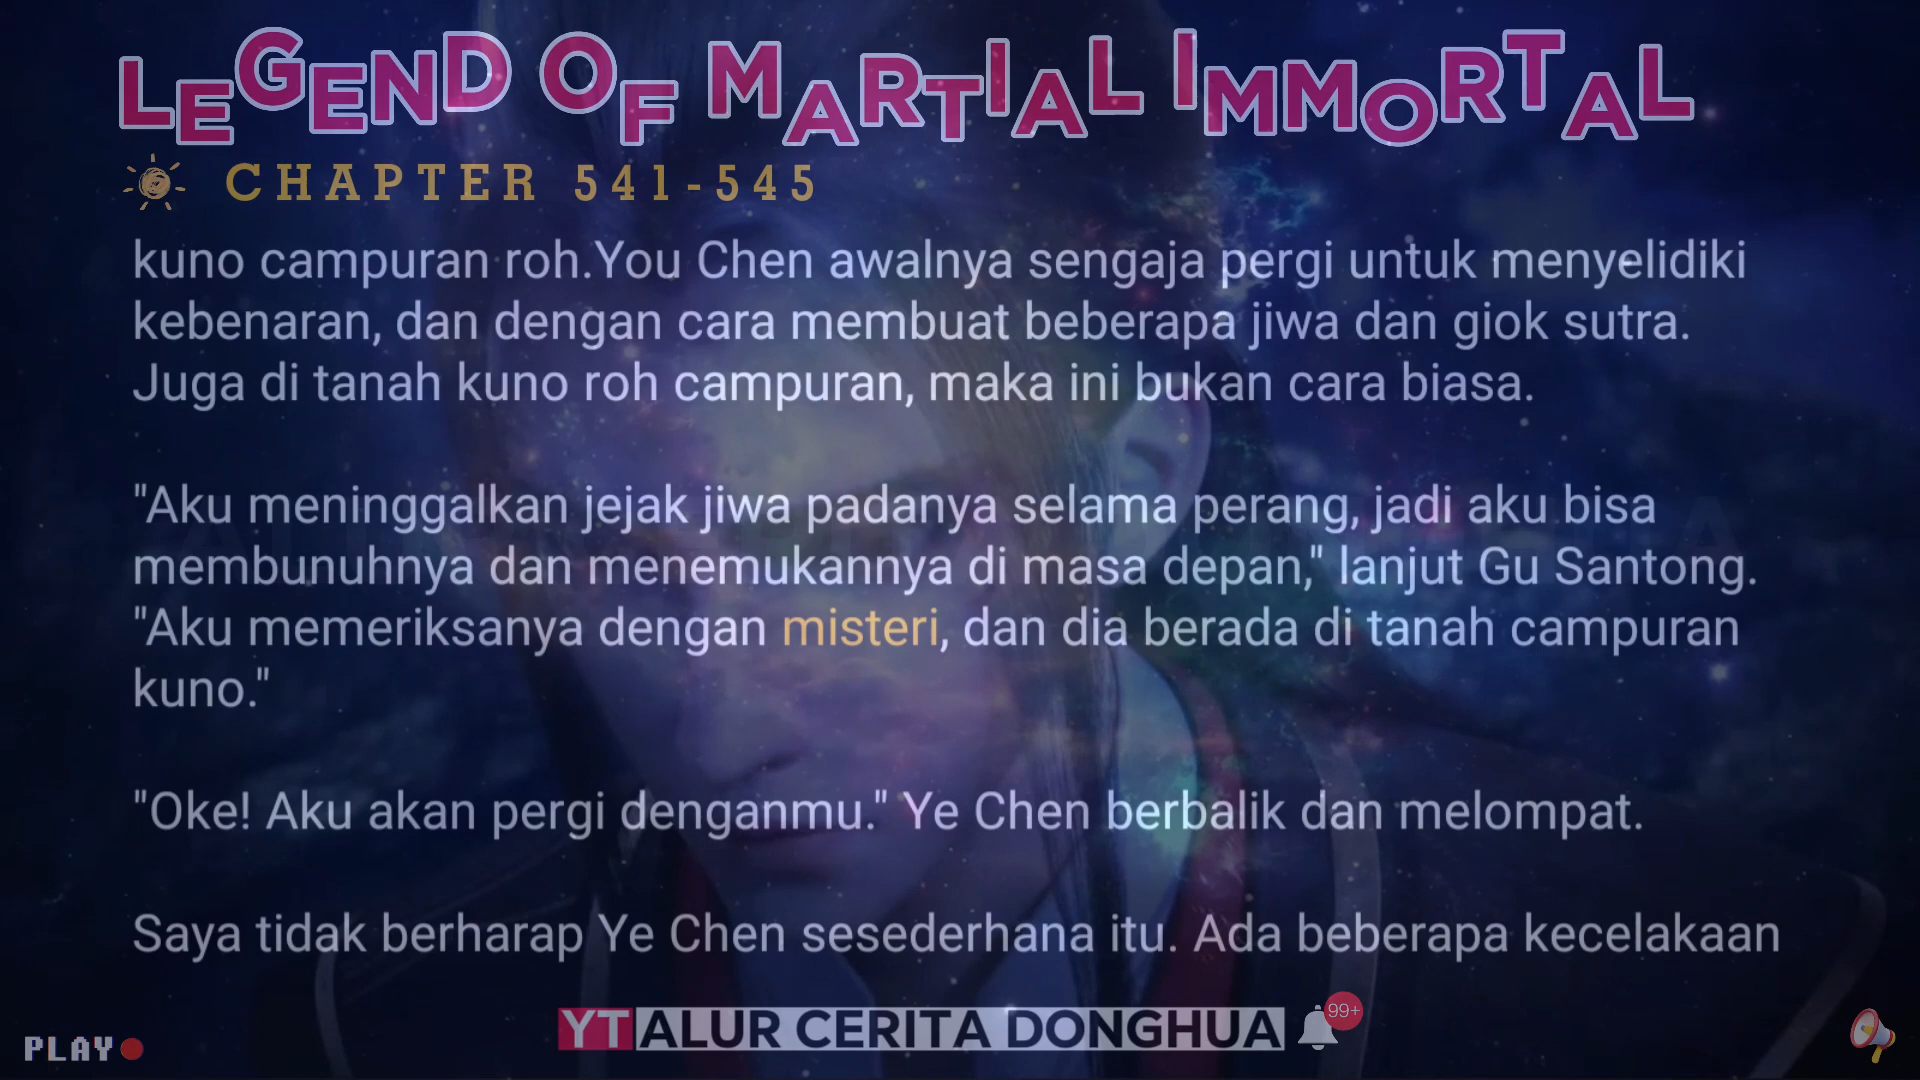 LEGEND OF MARTIAL IMMORTAL
CHAPTER 541-545
kuno campuran roh.You Chen awalnya sengaja pergi untuk menyelidiki
kebenaran, dan dengan cara membuat beberapa jiwa dan giok sutra.
Juga di tanah kuno roh campuran, maka ini bukan cara biasa.
"Aku meninggalkan jejak jiwa padanya selama perang, jadi aku bisa
membunuhnya dan menemukannya di masa depan," lanjut Gu Santong.
"Aku memeriksanya dengan misteri, dan dia berada di tanah campuran
kuno."
"Oke! Aku akan pergi denganmu." Ye Chen berbalik dan melompat.
Saya tidak berharap Ye Chen sesederhana itu. Ada beberapa kecelakaan
YT ALUR CERITA DONGHUA 99+
PLAY